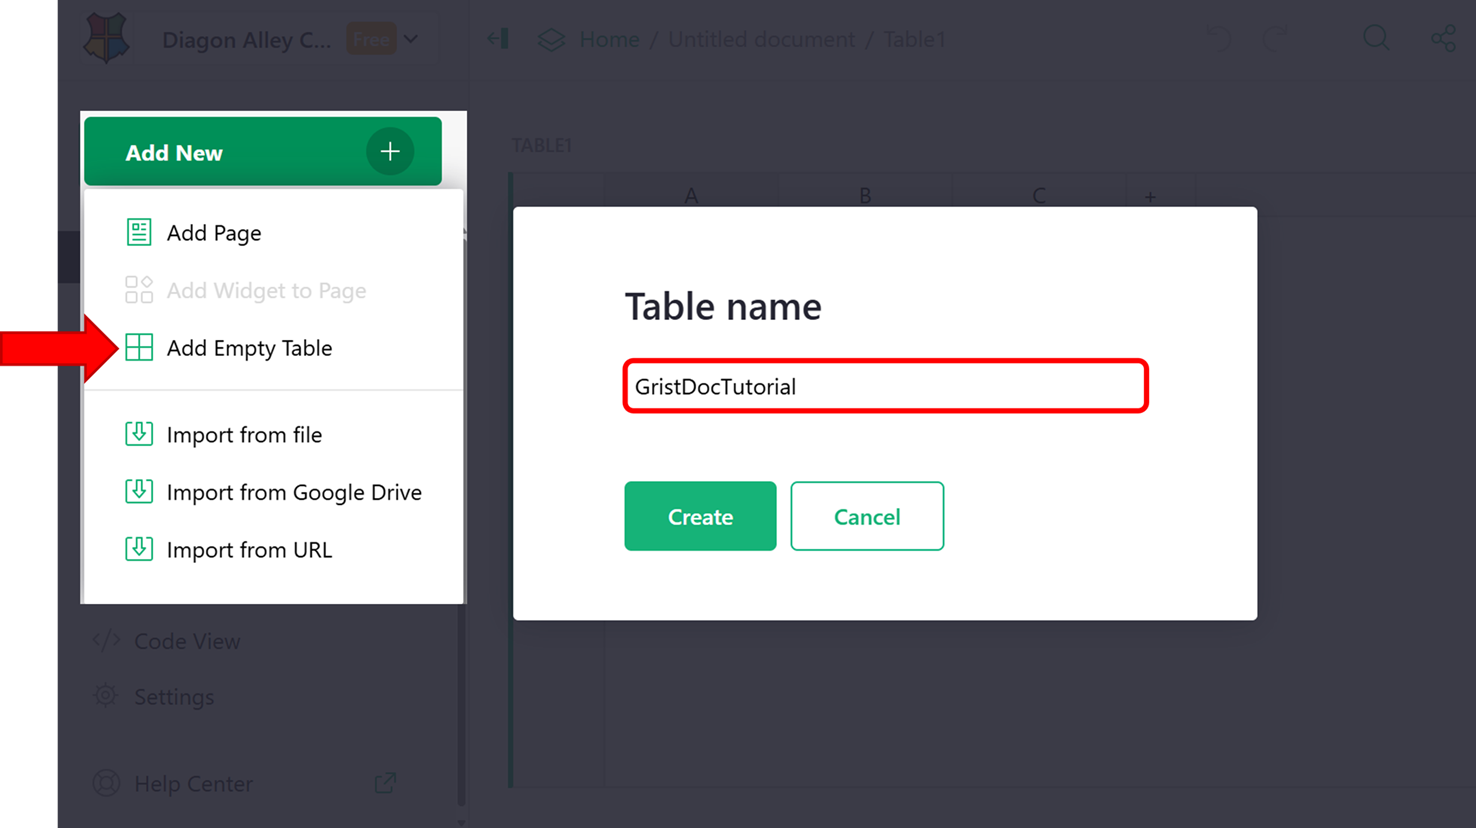 Diagon Alley C... Free
Home / Untitled document / Table1
Add New +
Add Page
Add Widget to Page
Add Empty Table
Import from file
Import from Google Drive
Import from URL
</> Code View
Settings
Help Center
TABLE1
A B C +
Table name
GristDocTutorial
Create Cancel